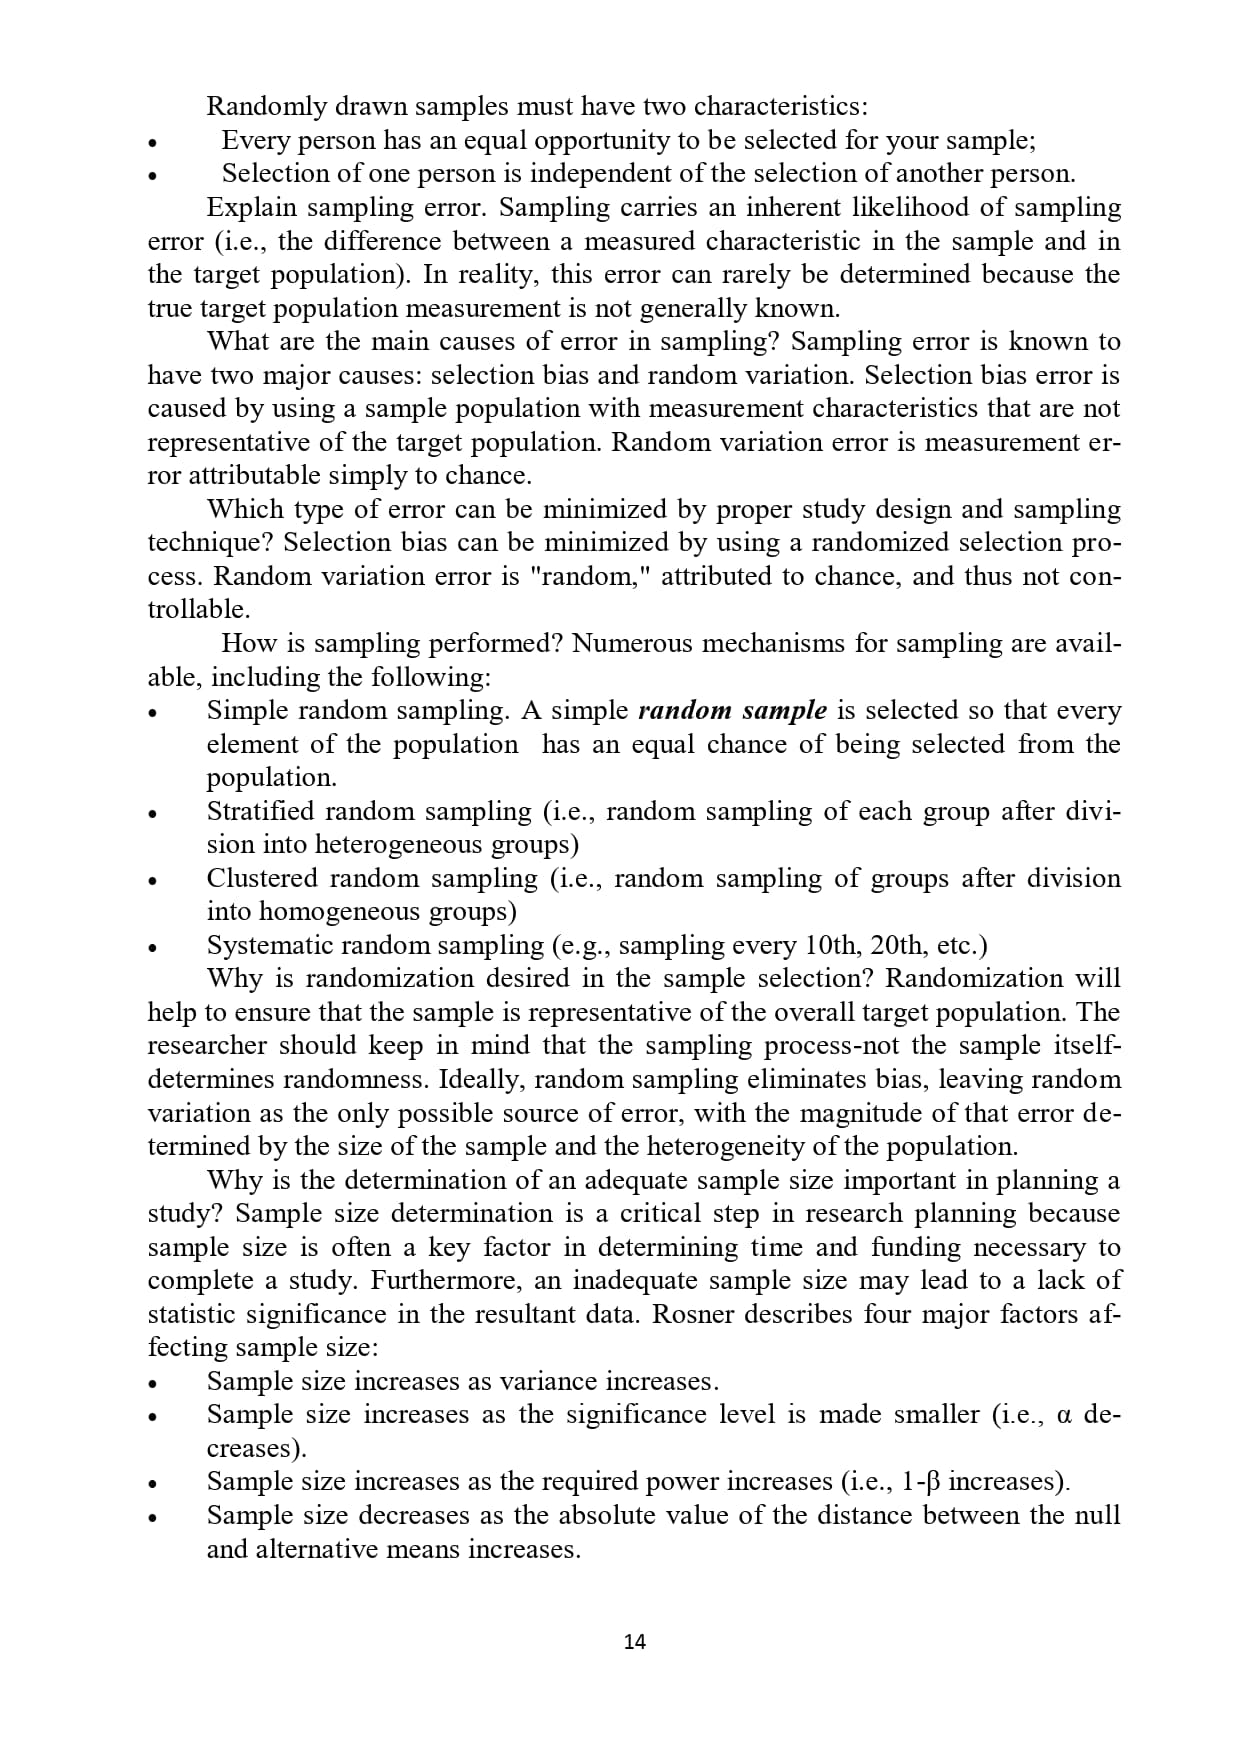 Randomly drawn samples must have two characteristics:
• Every person has an equal opportunity to be selected for your sample;
• Selection of one person is independent of the selection of another person.
Explain sampling error. Sampling carries an inherent likelihood of sampling
error (i.e., the difference between a measured characteristic in the sample and in
the target population). In reality, this error can rarely be determined because the
true target population measurement is not generally known.
What are the main causes of error in sampling? Sampling error is known to
have two major causes: selection bias and random variation. Selection bias error is
caused by using a sample population with measurement characteristics that are not
representative of the target population. Random variation error is measurement er-
ror attributable simply to chance.
Which type of error can be minimized by proper study design and sampling
technique? Selection bias can be minimized by using a randomized selection pro-
cess. Random variation error is "random," attributed to chance, and thus not con-
trollable.
How is sampling performed? Numerous mechanisms for sampling are avail-
able, including the following:
• Simple random sampling. A simple random sample is selected so that every
element of the population has an equal chance of being selected from the
population.
• Stratified random sampling (i.e., random sampling of each group after divi-
sion into heterogeneous groups)
• Clustered random sampling (i.e., random sampling of groups after division
into homogeneous groups)
• Systematic random sampling (e.g., sampling every 10th, 20th, etc.)
Why is randomization desired in the sample selection? Randomization will
help to ensure that the sample is representative of the overall target population. The
researcher should keep in mind that the sampling process-not the sample itself-
determines randomness. Ideally, random sampling eliminates bias, leaving random
variation as the only possible source of error, with the magnitude of that error de-
termined by the size of the sample and the heterogeneity of the population.
Why is the determination of an adequate sample size important in planning a
study? Sample size determination is a critical step in research planning because
sample size is often a key factor in determining time and funding necessary to
complete a study. Furthermore, an inadequate sample size may lead to a lack of
statistic significance in the resultant data. Rosner describes four major factors af-
fecting sample size:
• Sample size increases as variance increases.
• Sample size increases as the significance level is made smaller (i.e., α de-
creases).
• Sample size increases as the required power increases (i.e., 1-β increases).
• Sample size decreases as the absolute value of the distance between the null
and alternative means increases.
14